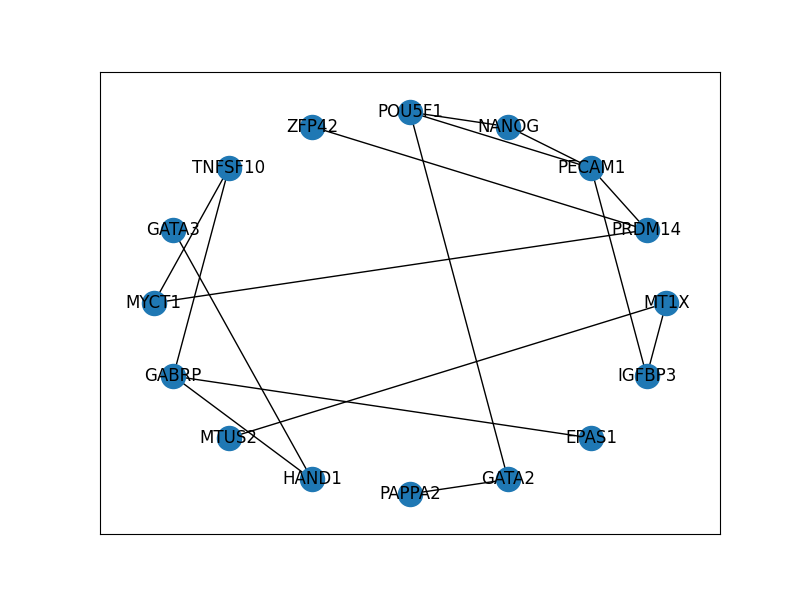 POU5F1
ZFP42
NANOG
TNFSF10
PECAM1
GATA3
PRDM14
MYCT1
MT1X
GABRP
IGFBP3
MTUS2
EPAS1
HAND1
GATA2
PAPPA2